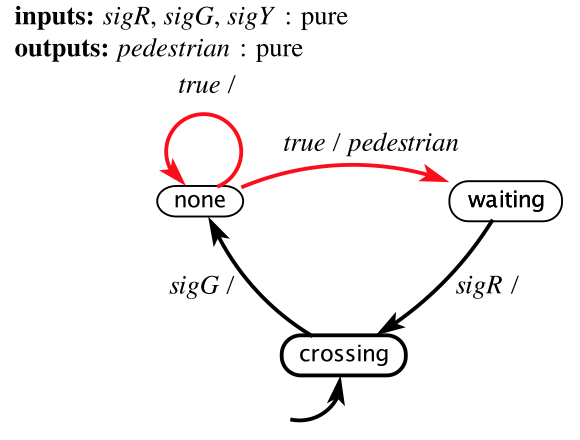 inputs: sigR, sigG, sigY : pure
outputs: pedestrian : pure
true /
true / pedestrian
none
waiting
sigG /
sigR /
crossing